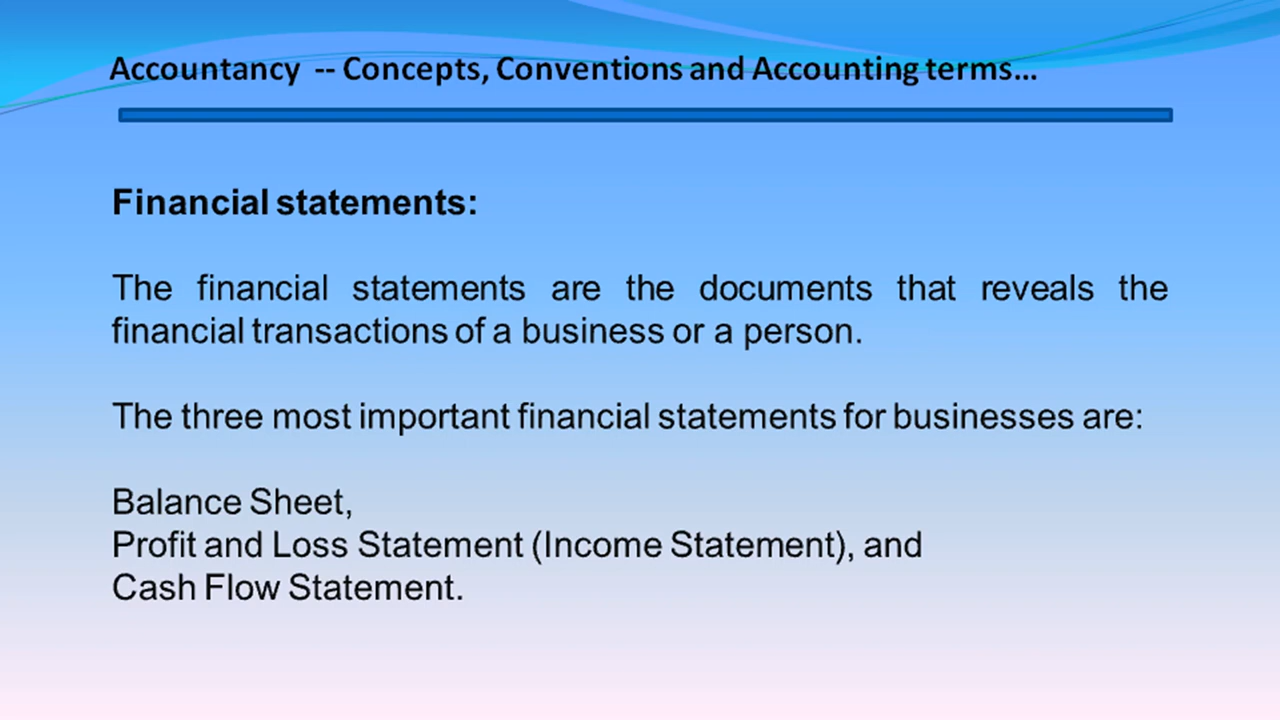 Accountancy -- Concepts, Conventions and Accounting terms...
Financial statements:
The financial statements are the documents that reveals the
financial transactions of a business or a person.
The three most important financial statements for businesses are:
Balance Sheet,
Profit and Loss Statement (Income Statement), and
Cash Flow Statement.